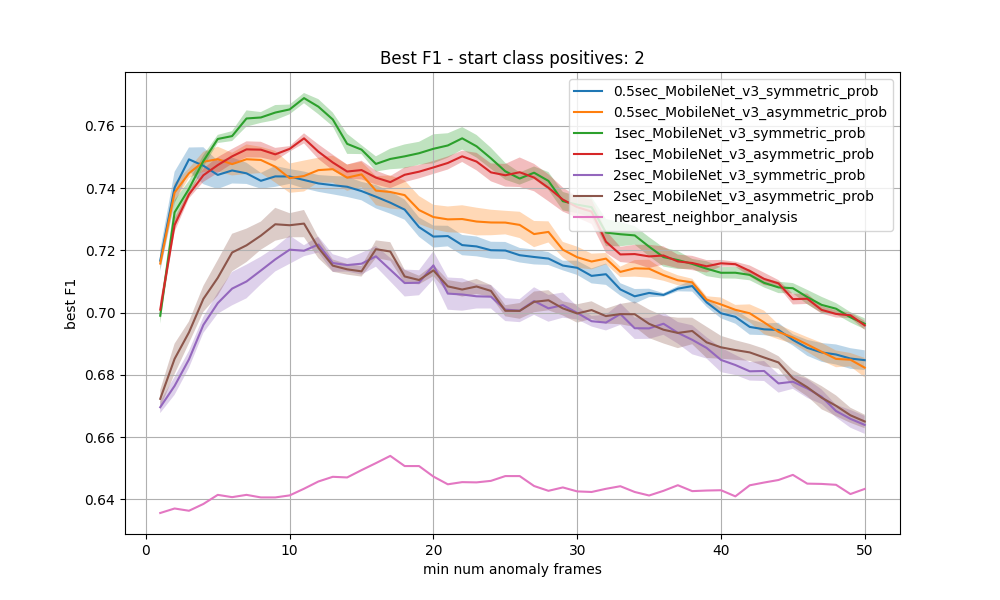 Best F1 - start class positives: 2
0.5sec_MobileNet_v3_symmetric_prob
0.5sec_MobileNet_v3_asymmetric_prob
1sec_MobileNet_v3_symmetric_prob
1sec_MobileNet_v3_asymmetric_prob
2sec_MobileNet_v3_symmetric_prob
2sec_MobileNet_v3_asymmetric_prob
nearest_neighbor_analysis
best F1
0.76
0.74
0.72
0.70
0.68
0.66
0.64
0 10 20 30 40 50
min num anomaly frames